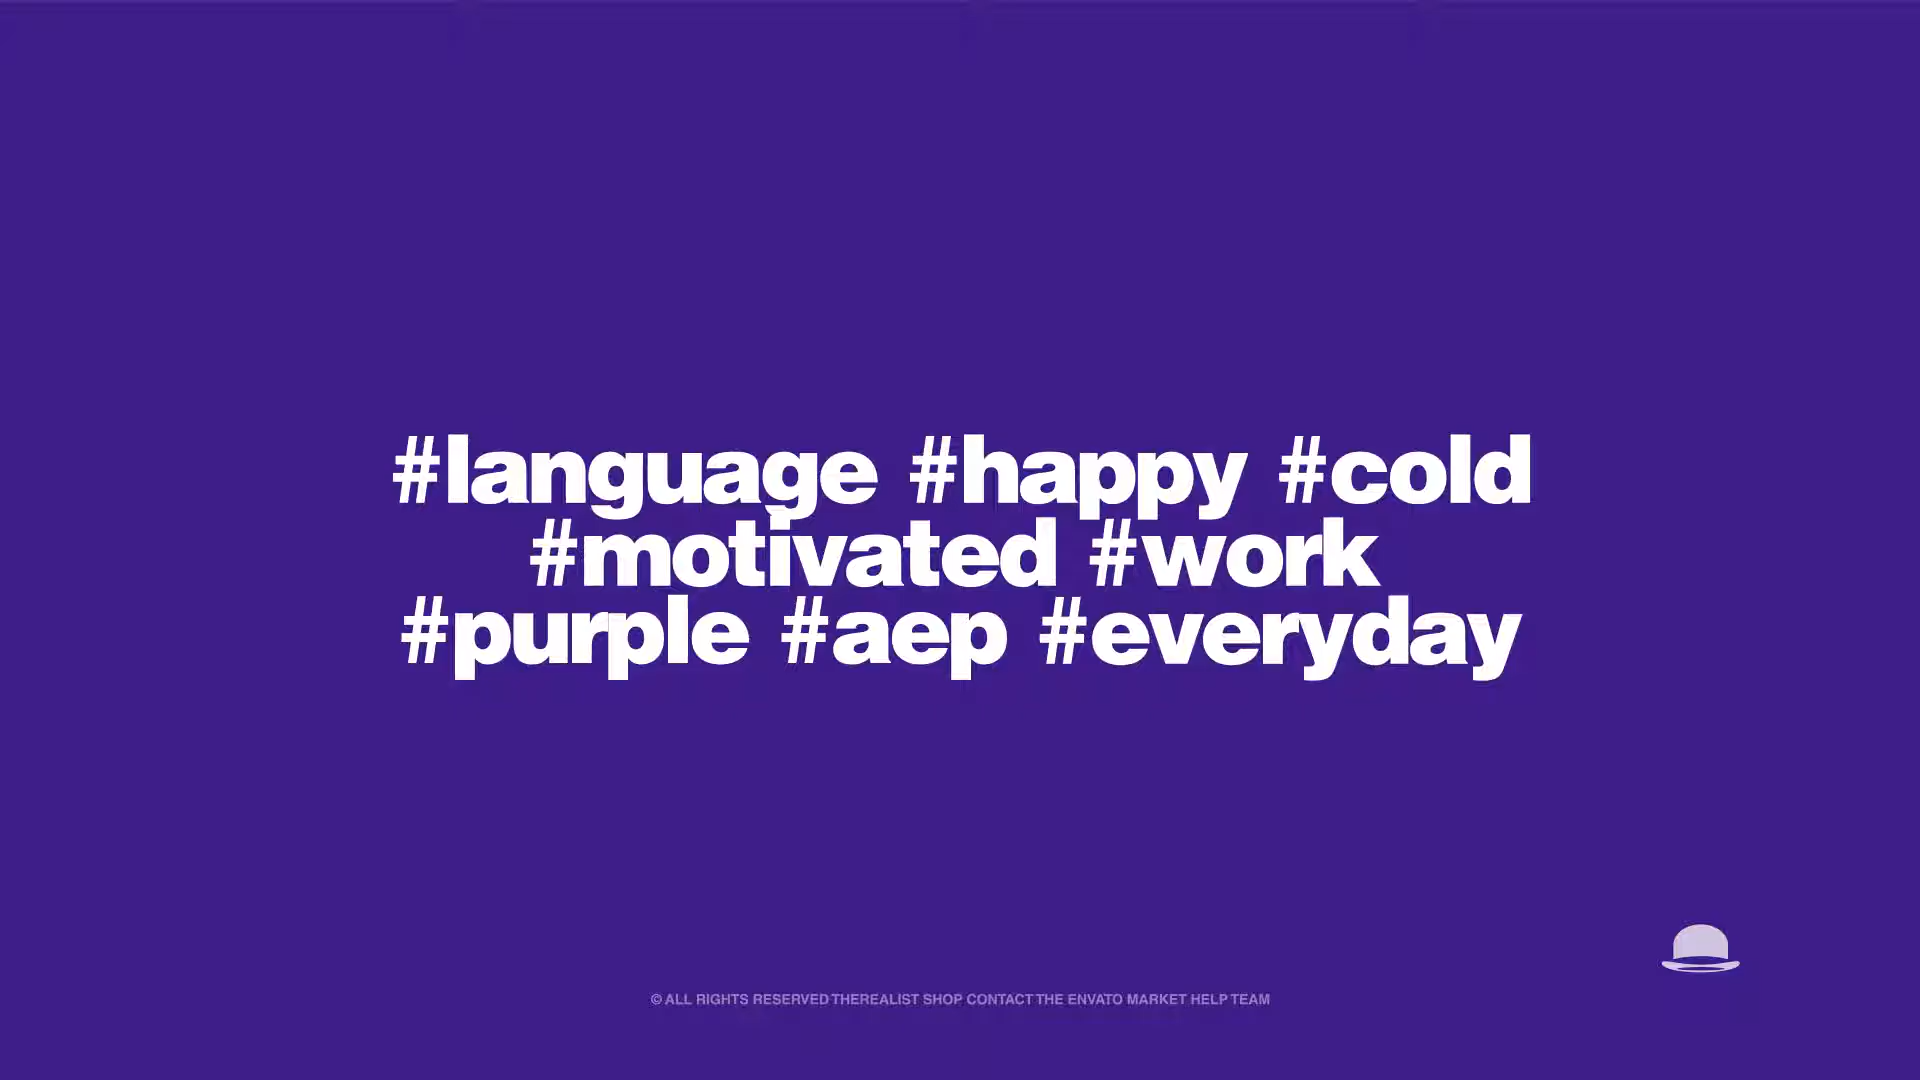 #language #happy #cold
#motivated #work
#purple #aep #everyday
© ALL RIGHTS RESERVED THEREALIST SHOP CONTACT THE ENVATO MARKET HELP TEAM